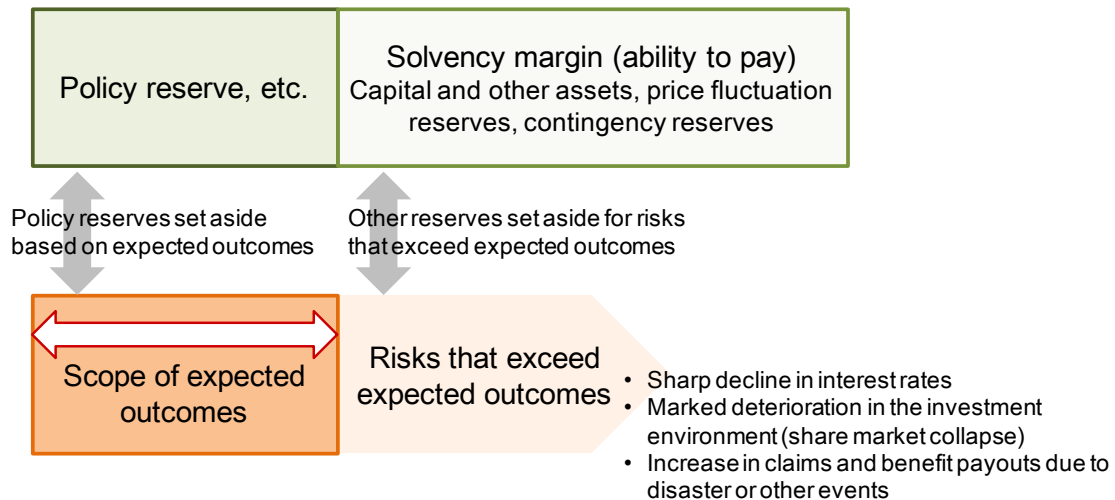 Policy reserve, etc.
Solvency margin (ability to pay)
Capital and other assets, price fluctuation
reserves, contingency reserves
Policy reserves set aside
based on expected outcomes
Other reserves set aside for risks
that exceed expected outcomes
Scope of expected
outcomes
Risks that exceed
expected outcomes
• Sharp decline in interest rates
• Marked deterioration in the investment
environment (share market collapse)
• Increase in claims and benefit payouts due to
disaster or other events